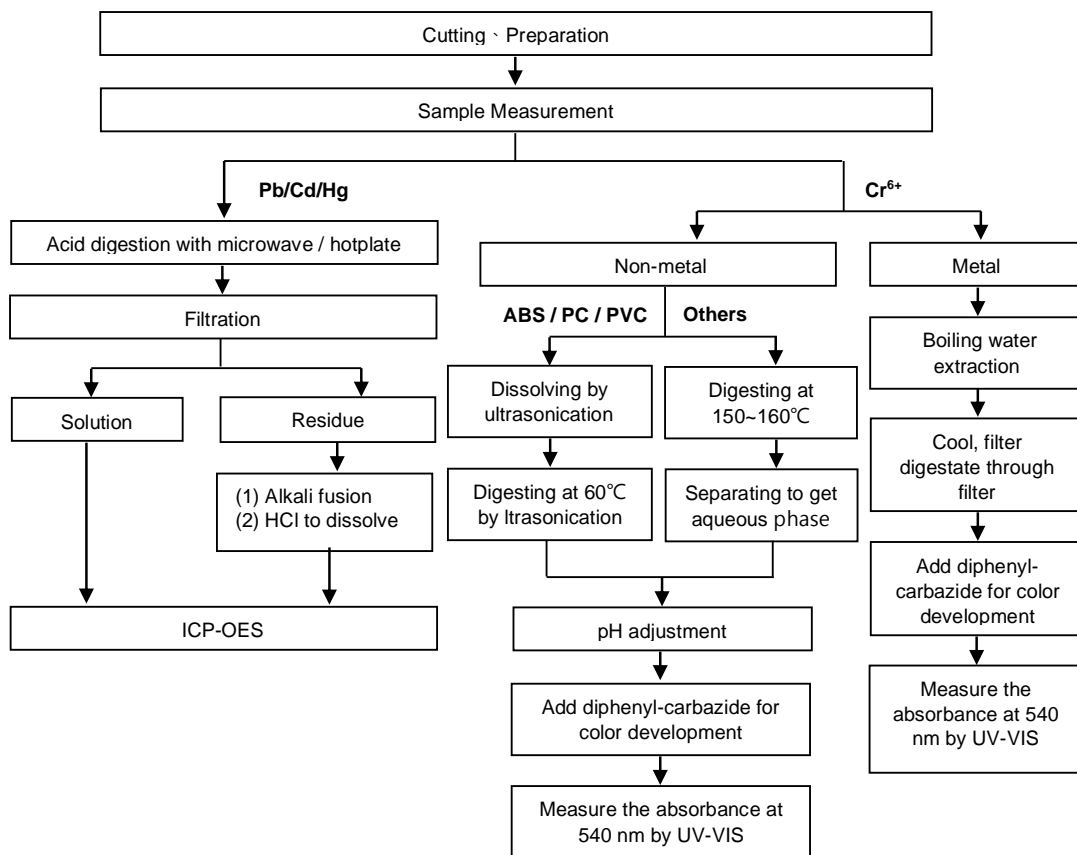 Cutting、Preparation
Sample Measurement
Pb/Cd/Hg
Cr6+
Acid digestion with microwave / hotplate
Non-metal
Metal
Filtration
ABS / PC / PVC
Others
Boiling water
extraction
Solution
Residue
Dissolving by
ultrasonication
Digesting at
150~160℃
Cool, filter
digestate through
filter
(1) Alkali fusion
(2) HCl to dissolve
Digesting at 60℃
by ltrasonication
Separating to get
aqueous phase
Add diphenyl-
carbazide for color
development
ICP-OES
pH adjustment
Measure the
absorbance at 540
nm by UV-VIS
Add diphenyl-carbazide for
color development
Measure the absorbance at
540 nm by UV-VIS